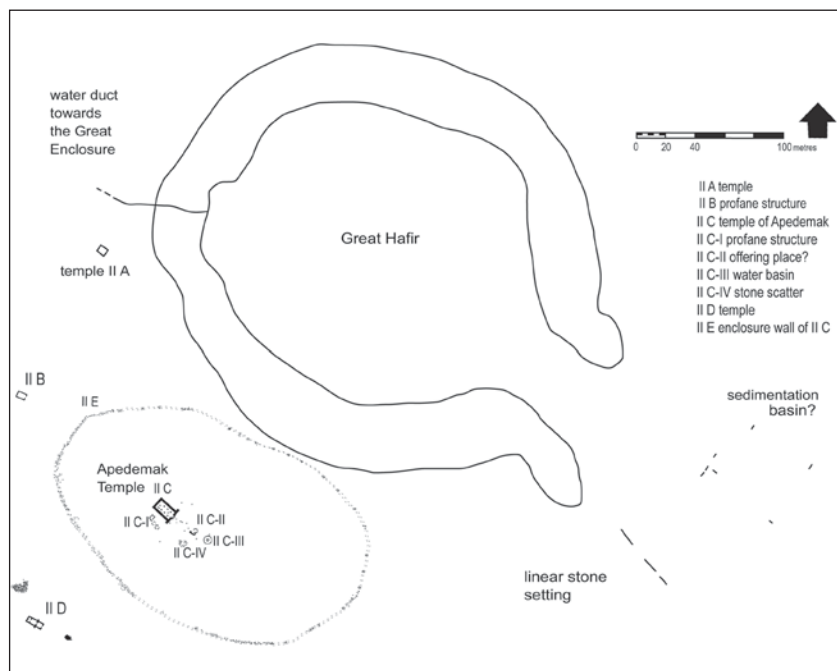 water duct
towards
the Great
Enclosure
0 20 40 100 metres
II A temple
II B profane structure
II C temple of Apedemak
II C-I profane structure
II C-II offering place?
II C-III water basin
II C-IV stone scatter
II D temple
II E enclosure wall of II C
Great Hafir
temple II A
II B
II E
sedimentation
basin?
Apedemak
Temple
II C
II C-I
II C-II
II C-III
II C-IV
linear stone
setting
II D